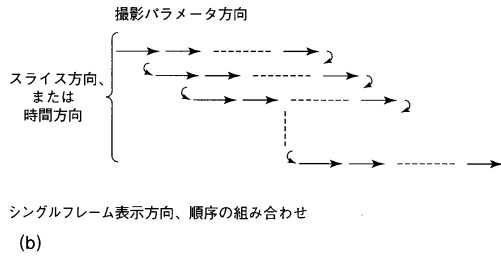 撮影パラメータ方向
スライス方向、
または
時間方向
シングルフレーム表示方向、順序の組み合わせ
(b)